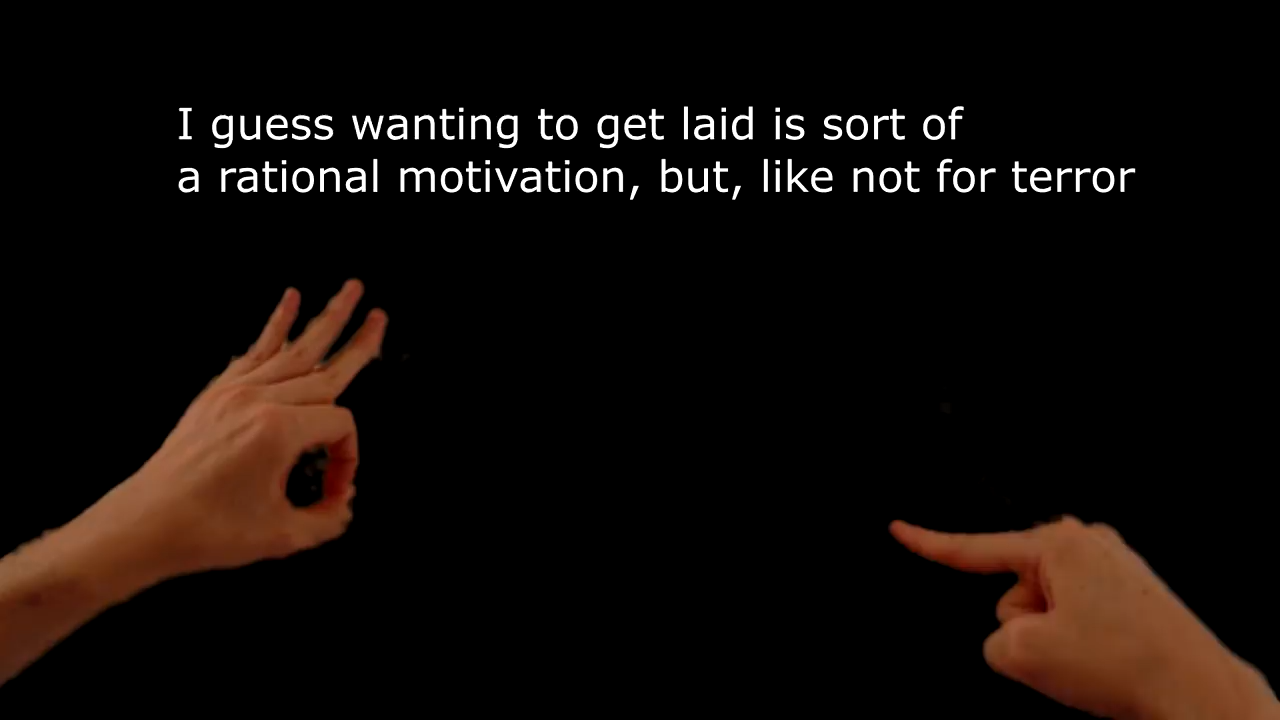 I guess wanting to get laid is sort of
a rational motivation, but, like not for terror